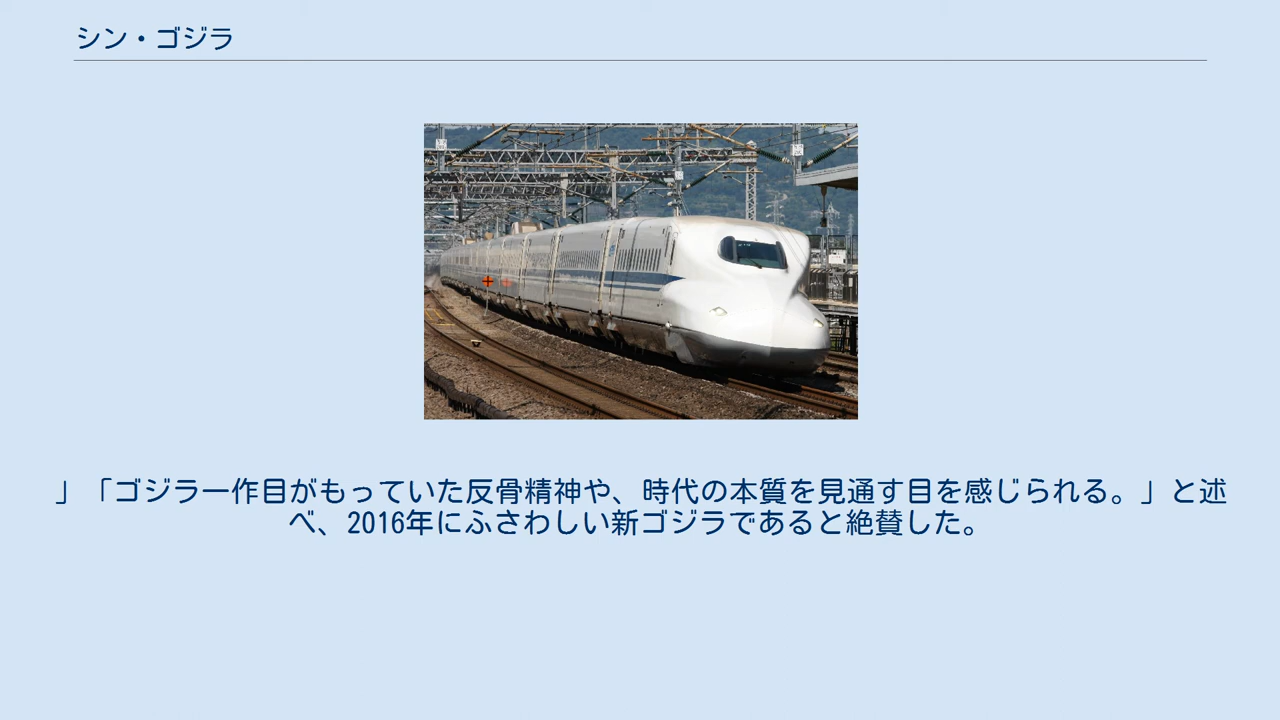 シン・ゴジラ
」「ゴジラ一作目がもっていた反骨精神や、時代の本質を見通す目を感じられる。」と述
べ、2016年にふさわしい新ゴジラであると絶賛した。